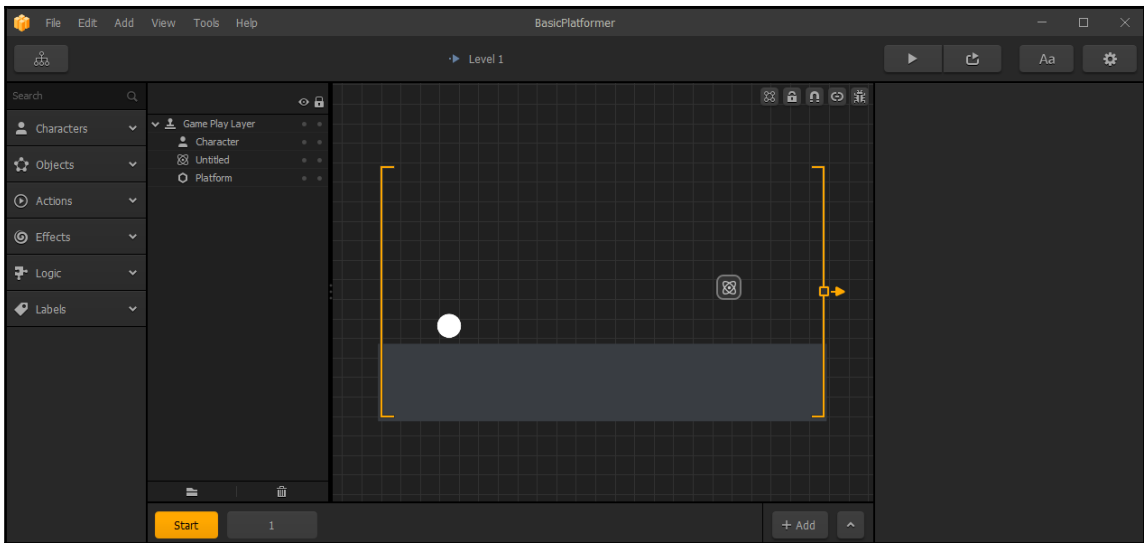 File Edit Add View Tools Help BasicPlatformer
Level 1
Aa
Search
Characters
Objects
Actions
Effects
Logic
Labels
Game Play Layer
Character
Untitled
Platform
Start 1 + Add